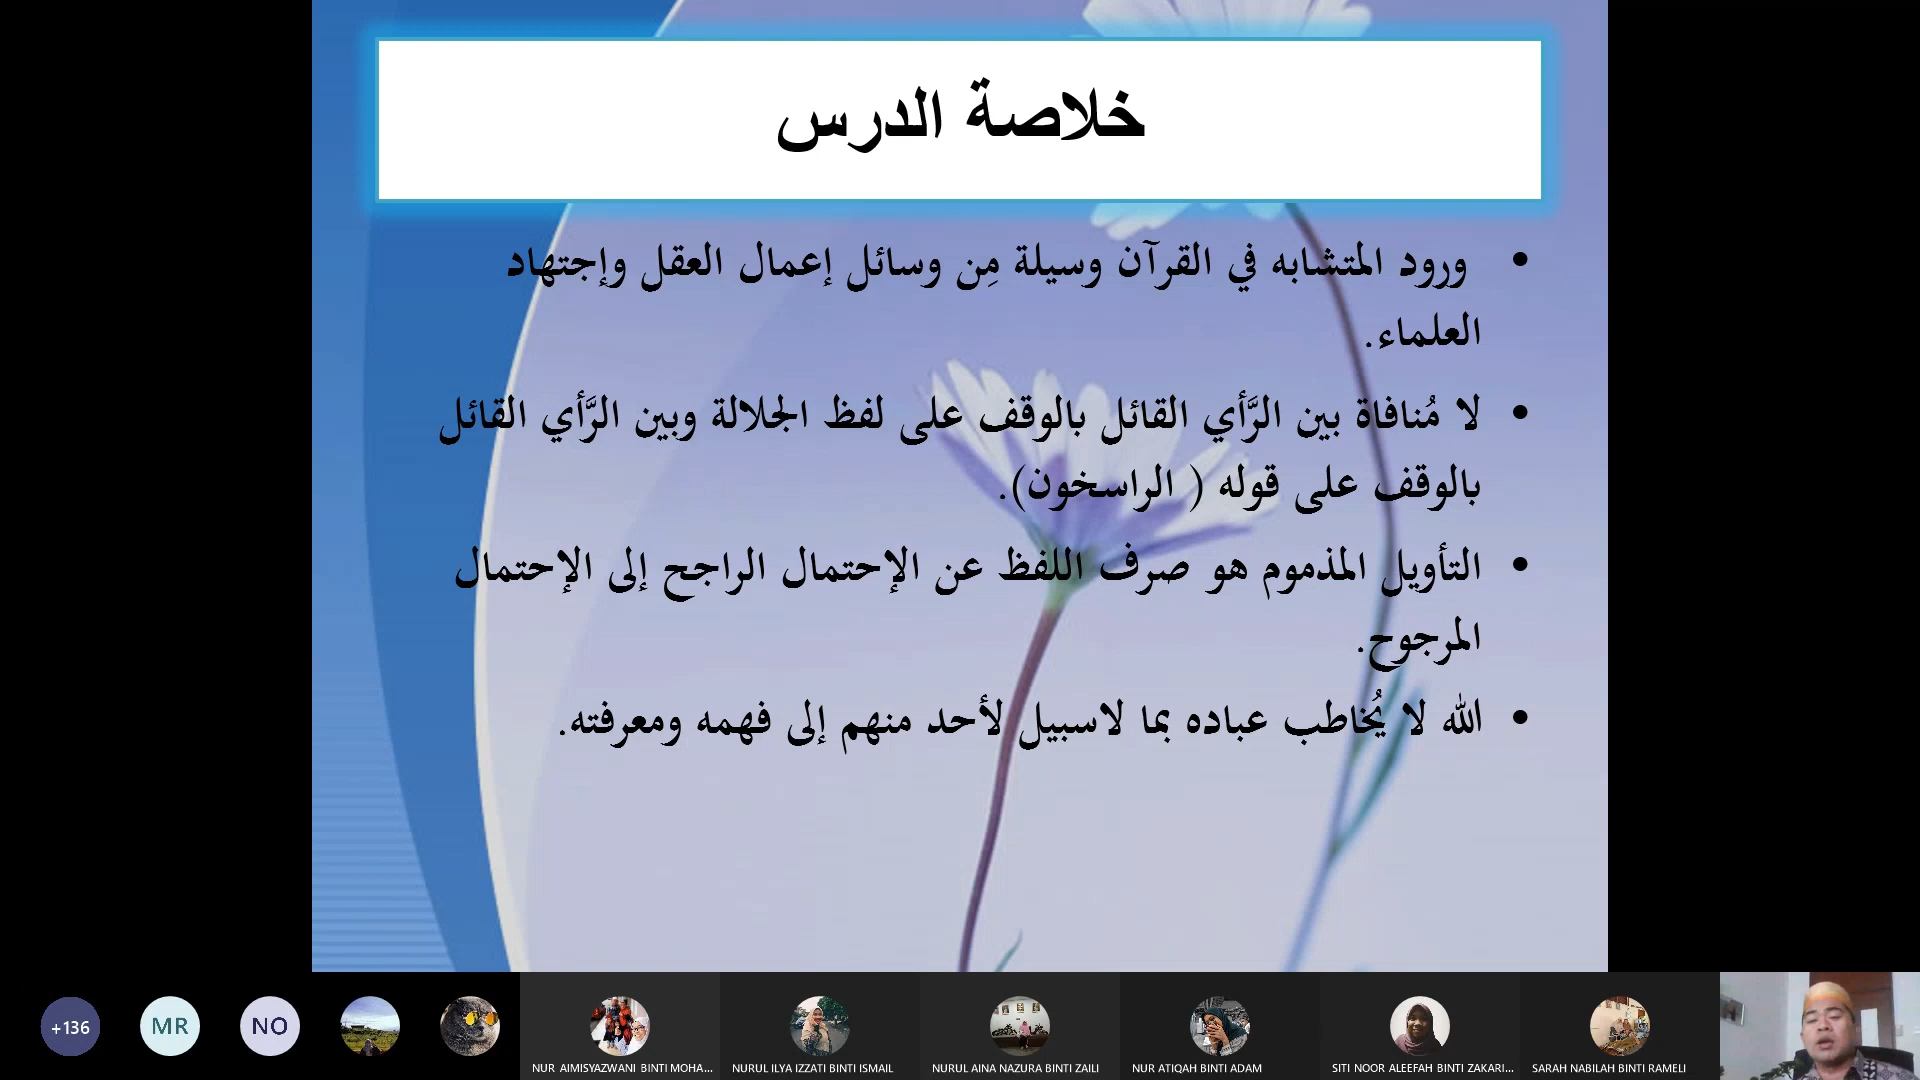 خلاصة الدرس
• ورود المتشابه في القرآن وسيلة مِن وسائل إعمال العقل وإجتهاد
العلماء.
• لا مُنافاة بين الرَّأي القائل بالوقف على لفظ الجلالة وبين الرَّأي القائل
بالوقف على قوله ( الراسخون).
• التأويل المذموم هو صرف اللفظ عن الإحتمال الراجح إلى الإحتمال
المرجوح.
• الله لا يُخاطب عباده بما لاسبيل لأحد منهم إلى فهمه ومعرفته.
+136
MR
NO
NUR AIMISYAZWANI BINTI MOHA...
NURUL ILYA IZZATI BINTI ISMAIL
NURUL AINA NAZURA BINTI ZAILI
NUR ATIQAH BINTI ADAM
SITI NOOR ALEEFAH BINTI ZAKARI...
SARAH NABILAH BINTI RAMELI